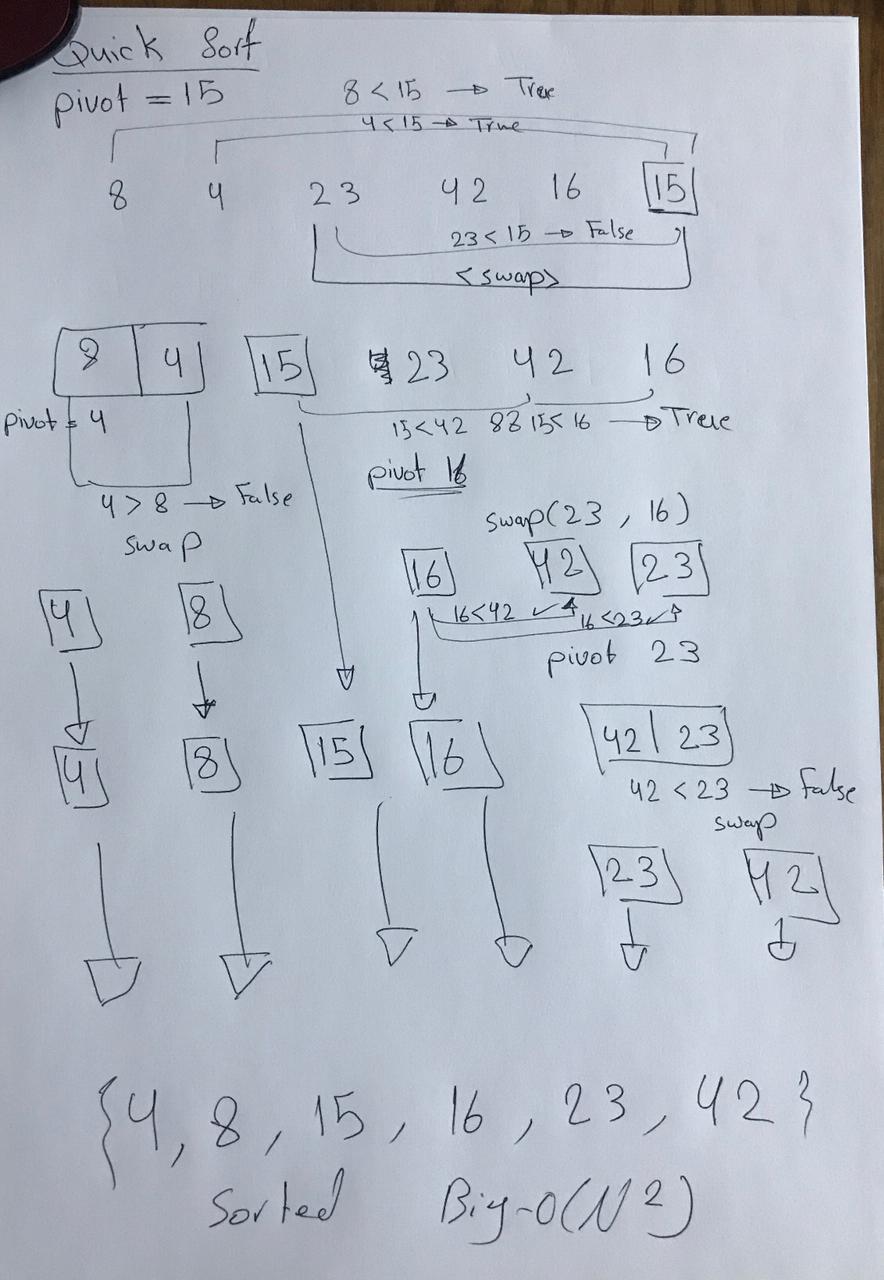 Quick Sort
pivot = 15
8 < 15 → True
4 < 15 → True
8 4 23 42 16 15
23 < 15 → False
<swap>
8 4 15 23 42 16
pivot = 4
15 < 42 && 15 < 16 → True
4 > 8 → False
pivot 16
swap
swap(23 , 16)
16 42 23
4 8
16 < 42 ✓ 16 < 23 ✓
pivot 23
4 8 15 16 42 | 23
42 < 23 → False
swap
23 42
{4, 8, 15, 16, 23, 42}
Sorted Big-O(N2)